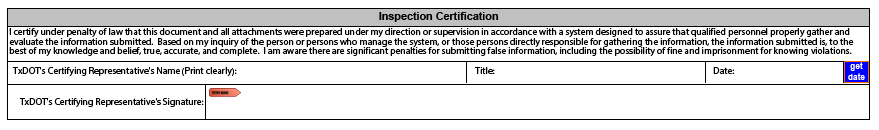 Inspection Certification
I certify under penalty of law that this document and all attachments were prepared under my direction or supervision in accordance with a system designed to assure that qualified personnel properly gather and
evaluate the information submitted. Based on my inquiry of the person or persons who manage the system, or those persons directly responsible for gathering the information, the information submitted is, to the
best of my knowledge and belief, true, accurate, and complete. I am aware there are significant penalties for submitting false information, including the possibility of fine and imprisonment for knowing violations.
TxDOT's Certifying Representative's Name (Print clearly): Title: Date: get
date
TxDOT's Certifying Representative's Signature: